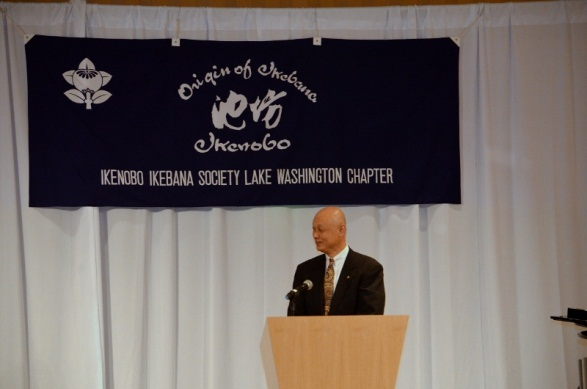 Origin of Ikebana
池坊
Ikenobo
IKENOBO IKEBANA SOCIETY LAKE WASHINGTON CHAPTER